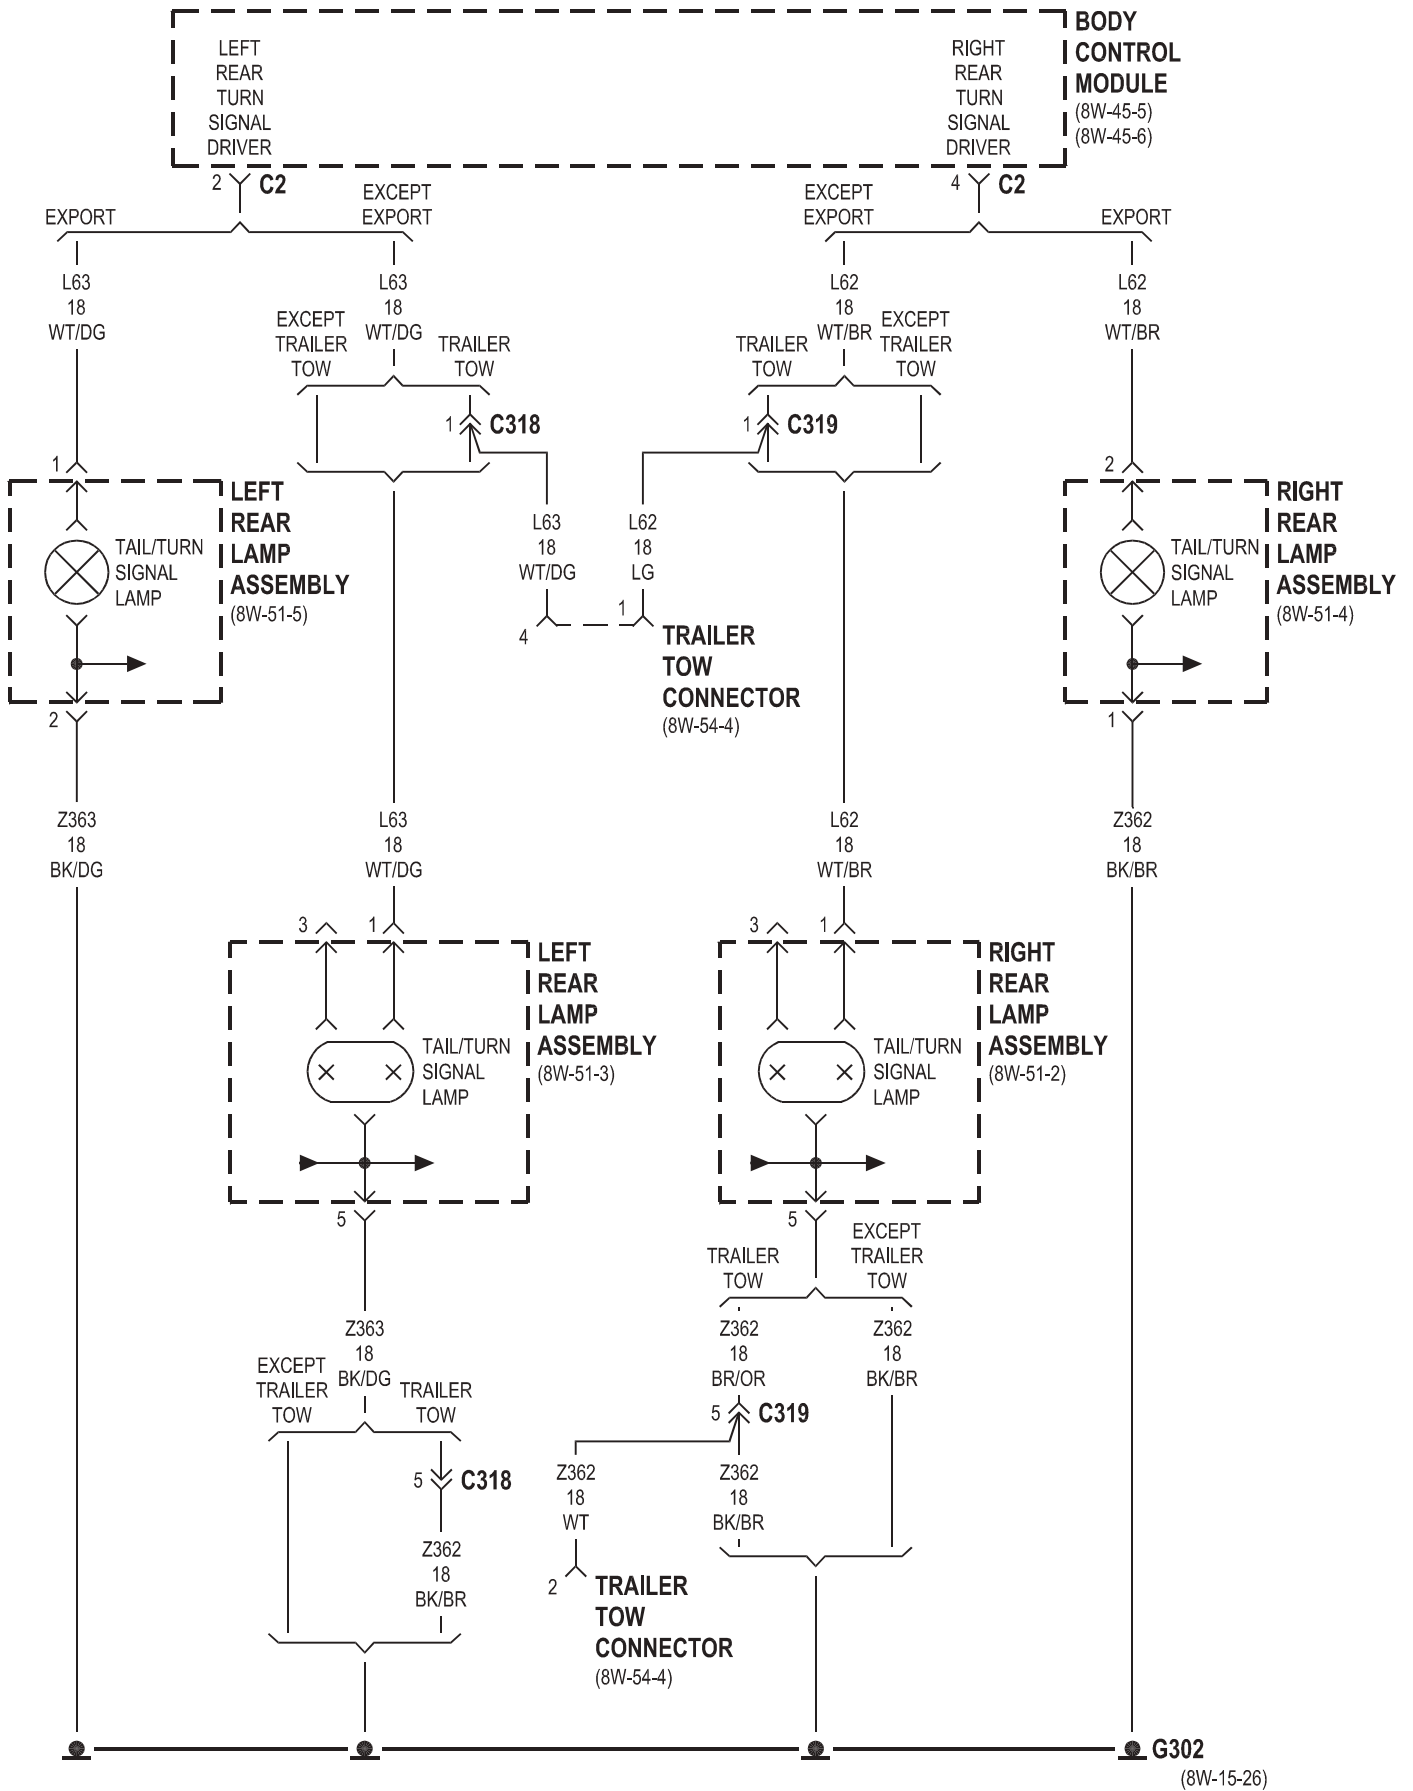 BODY
CONTROL
MODULE
(8W-45-5)
(8W-45-6)
LEFT
REAR
TURN
SIGNAL
DRIVER
RIGHT
REAR
TURN
SIGNAL
DRIVER
2
C2
4
C2
EXPORT
EXCEPT
EXPORT
EXCEPT
EXPORT
EXPORT
L63
18
WT/DG
L63
18
WT/DG
L62
18
WT/BR
L62
18
WT/BR
EXCEPT
TRAILER
TOW
TRAILER
TOW
TRAILER
TOW
EXCEPT
TRAILER
TOW
1
C318
1
C319
1
LEFT
REAR
LAMP
ASSEMBLY
(8W-51-5)
TAIL/TURN
SIGNAL
LAMP
2
L63
18
WT/DG
L62
18
LG
4
1
TRAILER
TOW
CONNECTOR
(8W-54-4)
2
RIGHT
REAR
LAMP
ASSEMBLY
(8W-51-4)
TAIL/TURN
SIGNAL
LAMP
1
Z363
18
BK/DG
L63
18
WT/DG
L62
18
WT/BR
Z362
18
BK/BR
3
1
LEFT
REAR
LAMP
ASSEMBLY
(8W-51-3)
TAIL/TURN
SIGNAL
LAMP
5
3
1
RIGHT
REAR
LAMP
ASSEMBLY
(8W-51-2)
TAIL/TURN
SIGNAL
LAMP
5
TRAILER
TOW
EXCEPT
TRAILER
TOW
Z363
18
BK/DG
Z362
18
BR/OR
Z362
18
BK/BR
EXCEPT
TRAILER
TOW
TRAILER
TOW
5
C319
5
C318
Z362
18
WT
Z362
18
BK/BR
Z362
18
BK/BR
2
TRAILER
TOW
CONNECTOR
(8W-54-4)
G302
(8W-15-26)